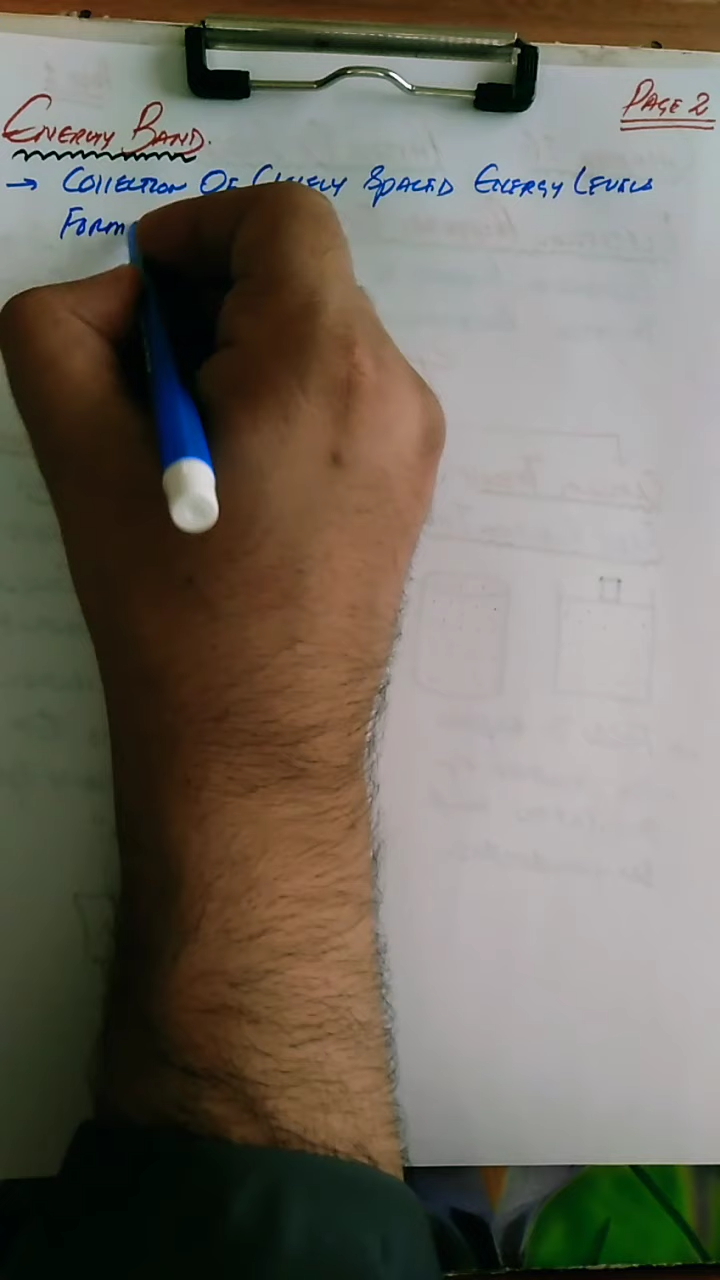 PAGE 2
ENERGY BAND.
→ COLLECTION OF CLOSELY SPACED ENERGY LEVELS
FORM